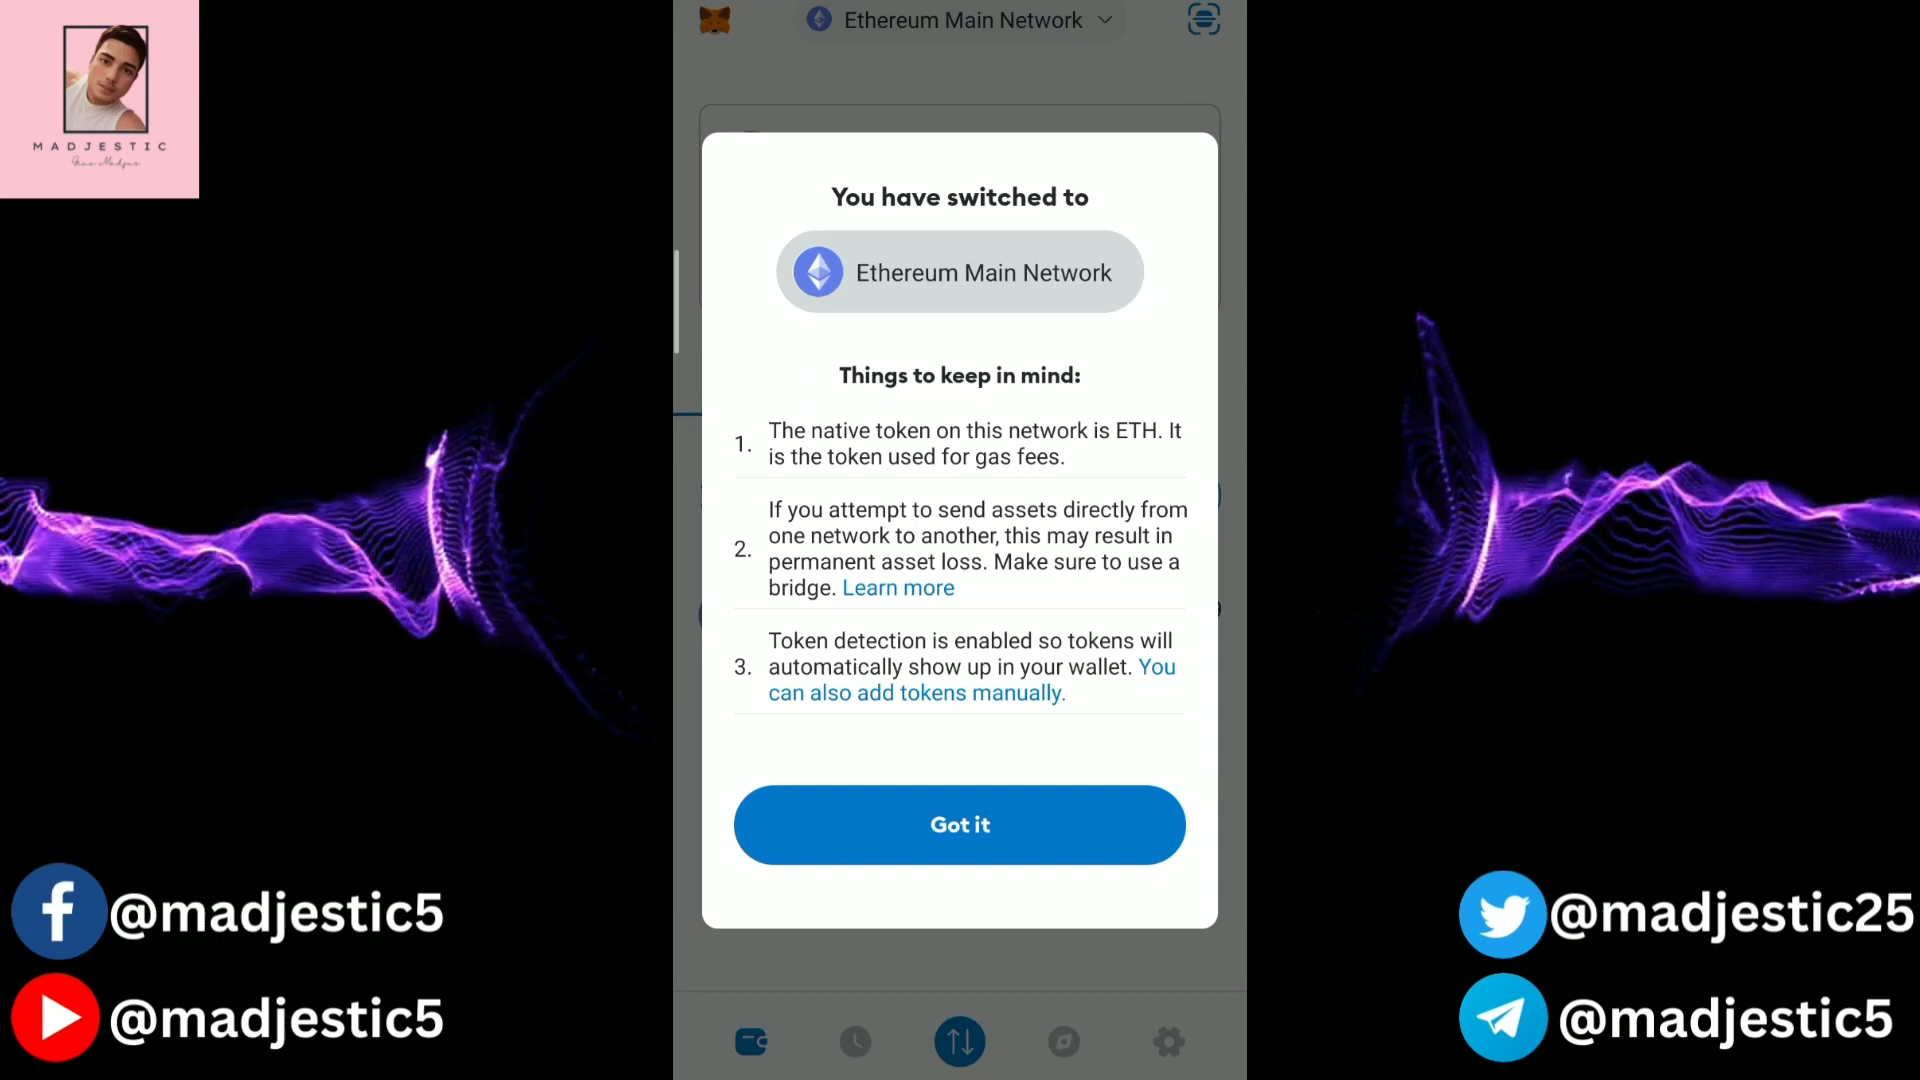 MADJESTIC
Ethereum Main Network
You have switched to
Ethereum Main Network
Things to keep in mind:
1. The native token on this network is ETH. It
is the token used for gas fees.
2. If you attempt to send assets directly from
one network to another, this may result in
permanent asset loss. Make sure to use a
bridge. Learn more
3. Token detection is enabled so tokens will
automatically show up in your wallet. You
can also add tokens manually.
Got it
@madjestic5
@madjestic5
@madjestic25
@madjestic5